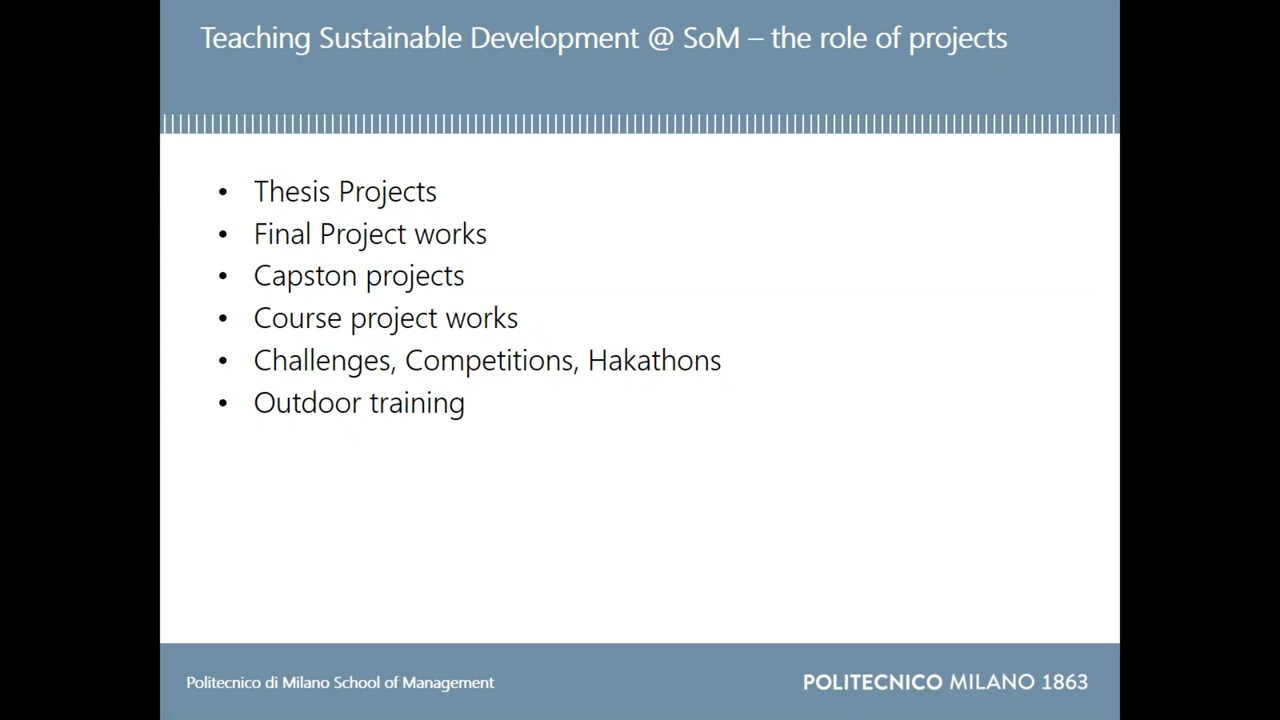 Teaching Sustainable Development @ SoM – the role of projects
• Thesis Projects
• Final Project works
• Capston projects
• Course project works
• Challenges, Competitions, Hakathons
• Outdoor training
Politecnico di Milano School of Management
POLITECNICO MILANO 1863